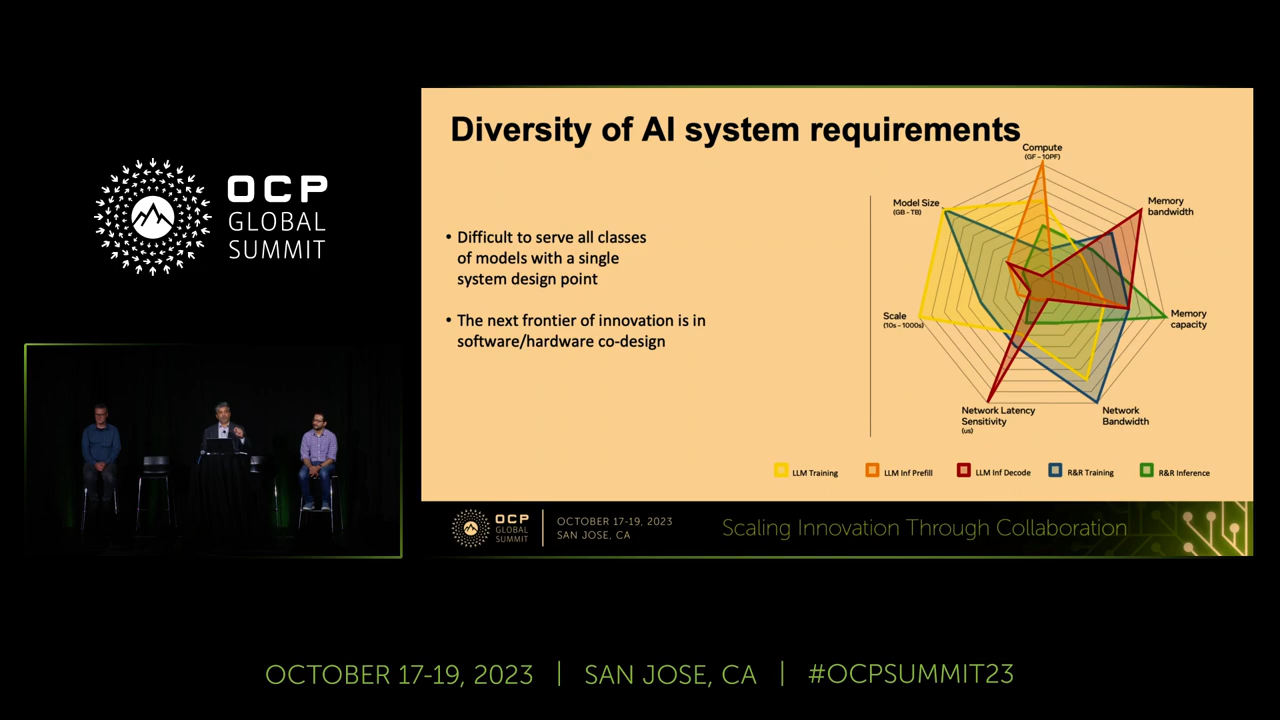 OCP
GLOBAL
SUMMIT
Diversity of AI system requirements
• Difficult to serve all classes
of models with a single
system design point
• The next frontier of innovation is in
software/hardware co-design
Compute
(GF - 10PF)
Memory
bandwidth
Memory
capacity
Network
Bandwidth
Network Latency
Sensitivity
(us)
Scale
(10s - 1000s)
Model Size
(GB - TB)
LLM Training
LLM Inf Prefill
LLM Inf Decode
R&R Training
R&R Inference
OCP
GLOBAL
SUMMIT
OCTOBER 17-19, 2023
SAN JOSE, CA
Scaling Innovation Through Collaboration
OCTOBER 17-19, 2023 | SAN JOSE, CA | #OCPSUMMIT23